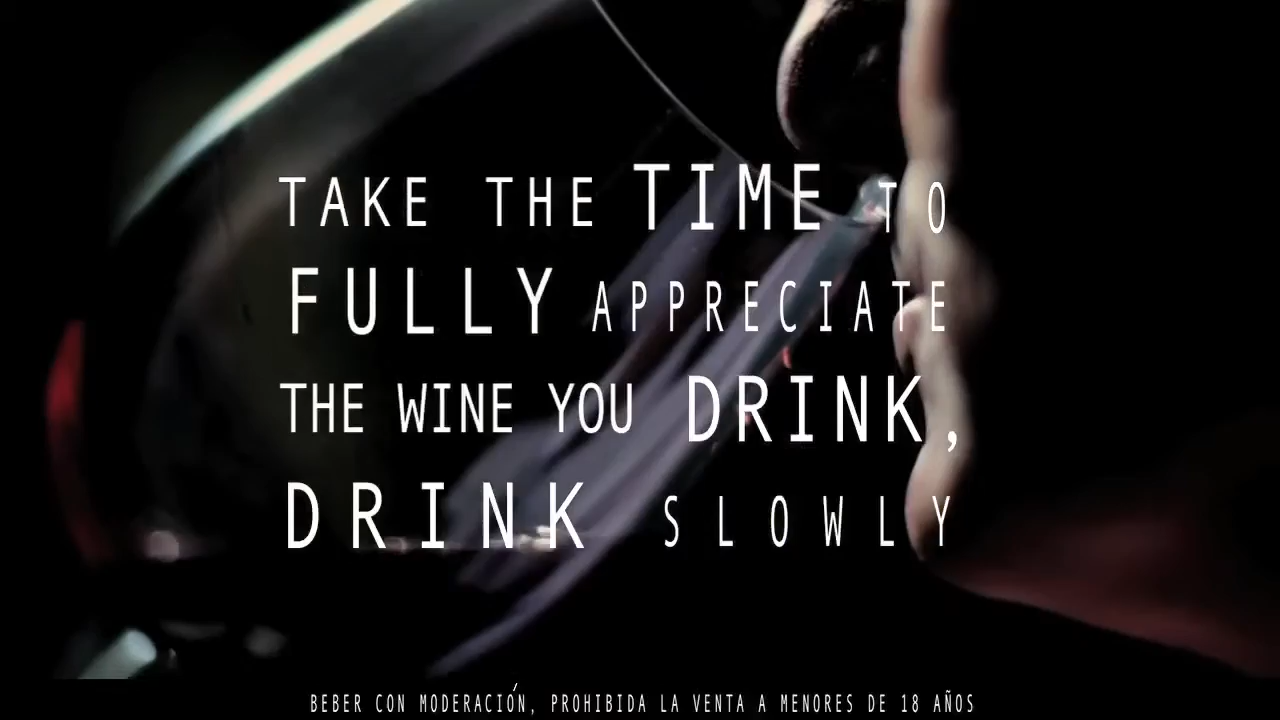 TAKE THE TIME TO
FULLY APPRECIATE
THE WINE YOU DRINK,
DRINK SLOWLY
BEBER CON MODERACIÓN, PROHIBIDA LA VENTA A MENORES DE 18 AÑOS